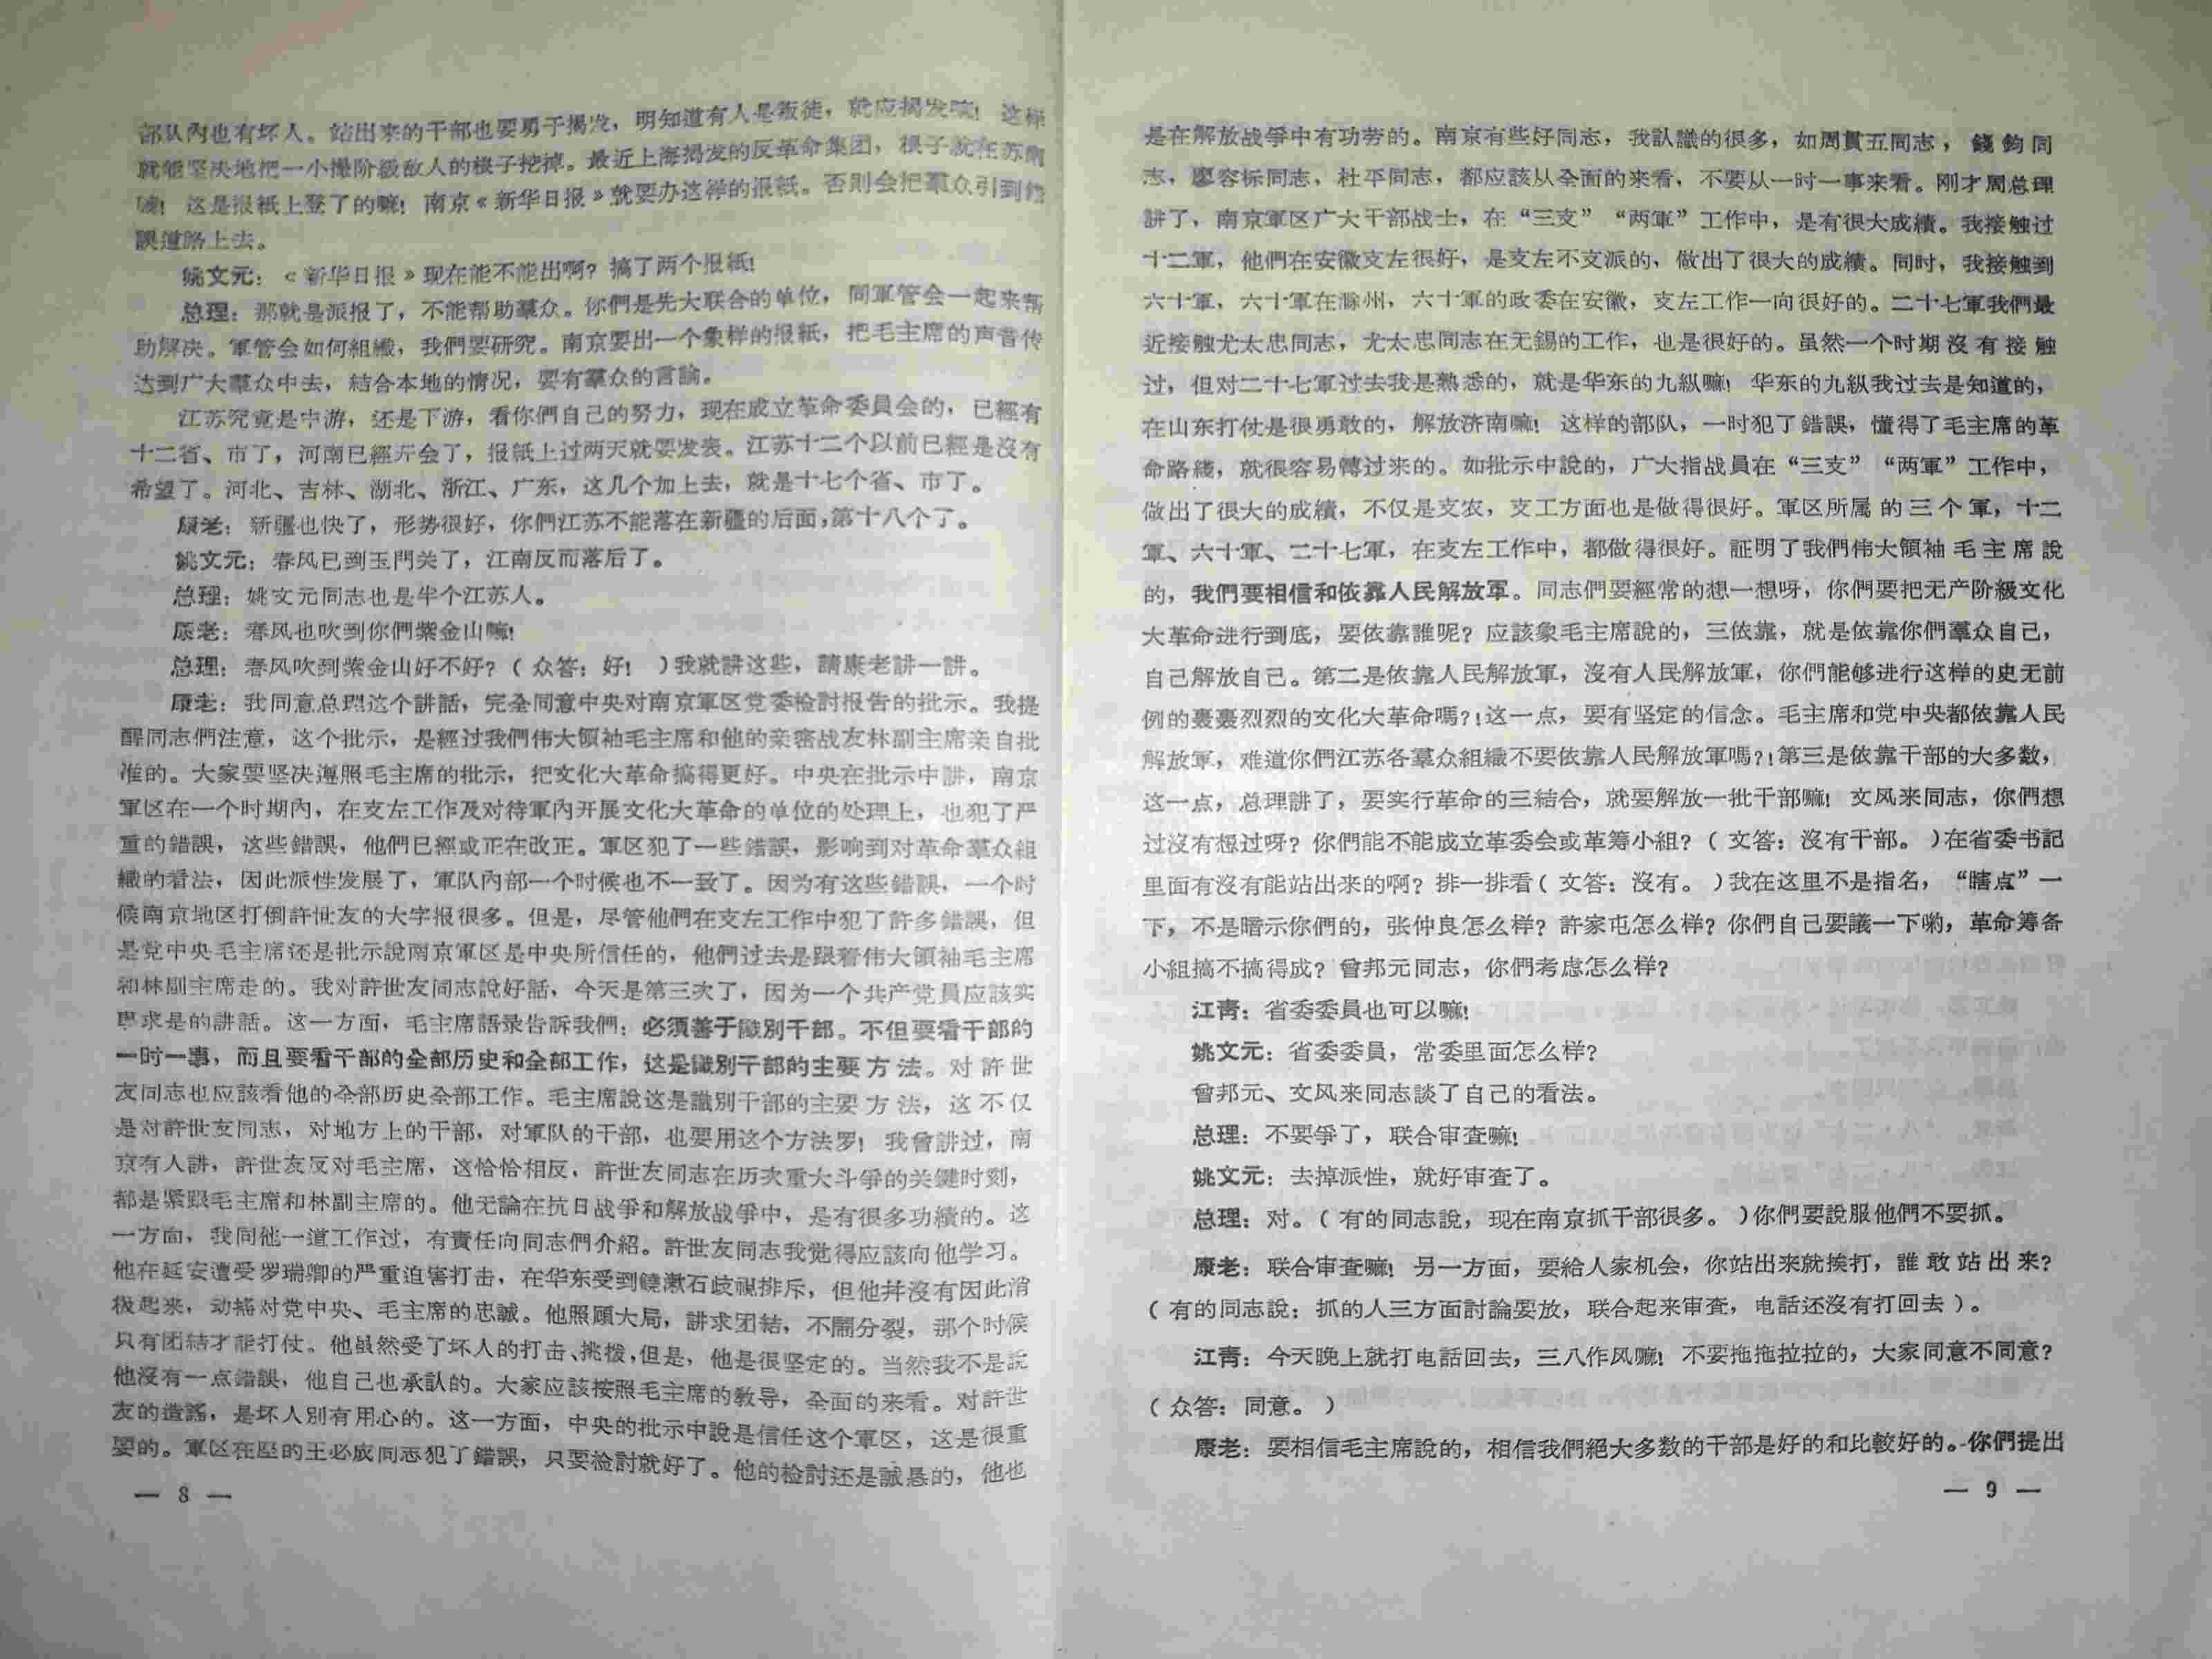 部队內也有坏人。站出来的干部也要勇于揭发，明知道有人是叛徒，就应揭发嘛！这样
就能坚决地把一小撮阶級敌人的根子挖掉。最近上海揭发的反革命集团，根子就在苏南
嘛！这是报紙上登了的嘛！南京《新华日报》就要办这样的报紙。否則会把羣众引到錯
誤道路上去。
姚文元：《新华日报》现在能不能出啊？搞了两个报紙！
总理：那就是派报了，不能帮助羣众。你們是先大联合的单位，同軍管会一起来帮
助解决。軍管会如何組織，我們要研究。南京要出一个象样的报紙，把毛主席的声音传
达到广大羣众中去，結合本地的情况，要有羣众的言論。
江苏究竟是中游，还是下游，看你們自己的努力，现在成立革命委員会的，已經有
十二省、市了，河南已經开会了，报紙上过两天就要发表。江苏十二个以前已經是沒有
希望了。河北、吉林、湖北、浙江、广东，这几个加上去，就是十七个省、市了。
康老：新疆也快了，形势很好，你們江苏不能落在新疆的后面，第十八个了。
姚文元：春风已到玉門关了，江南反而落后了。
总理：姚文元同志也是半个江苏人。
康老：春风也吹到你們紫金山嘛！
总理：春风吹到紫金山好不好？（众答：好！）我就講这些，請康老講一講。
康老：我同意总理这个講話，完全同意中央对南京軍区党委检討报告的批示。我提
醒同志們注意，这个批示，是經过我們伟大領袖毛主席和他的亲密战友林副主席亲自批
准的。大家要坚决遵照毛主席的批示，把文化大革命搞得更好。中央在批示中講，南京
軍区在一个时期內，在支左工作及对待軍內开展文化大革命的单位的处理上，也犯了严
重的錯誤，这些錯誤，他們已經或正在改正。軍区犯了一些錯誤，影响到对革命羣众組
織的看法，因此派性发展了，軍队內部一个时候也不一致了。因为有这些錯誤，一个时
候南京地区打倒許世友的大字报很多。但是，尽管他們在支左工作中犯了許多錯誤，但
是党中央毛主席还是批示說南京軍区是中央所信任的，他們过去是跟着伟大領袖毛主席
和林副主席走的。我对許世友同志說好話，今天是第三次了，因为一个共产党員应該实
事求是的講話。这一方面，毛主席語录告訴我們：必須善于識別干部。不但要看干部的
一时一事，而且要看干部的全部历史和全部工作，这是識別干部的主要方法。对許世
友同志也应該看他的全部历史全部工作。毛主席說这是識別干部的主要方法，这不仅
是对許世友同志，对地方上的干部，对軍队的干部，也要用这个方法罗！我曾講过，南
京有人講，許世友反对毛主席，这恰恰相反，許世友同志在历次重大斗爭的关鍵时刻，
都是紧跟毛主席和林副主席的。他无論在抗日战爭和解放战爭中，是有很多功績的。这
一方面，我同他一道工作过，有責任向同志們介紹。許世友同志我觉得应該向他学习。
他在延安遭受罗瑞卿的严重迫害打击，在华东受到饒漱石歧視排斥，但他并沒有因此消
极起来，动摇对党中央、毛主席的忠誠。他照顾大局，講求团結，不鬧分裂，那个时候
只有团結才能打仗。他虽然受了坏人的打击、挑拨，但是，他是很坚定的。当然我不是說
他沒有一点錯誤，他自己也承认的。大家应該按照毛主席的教导，全面的来看。对許世
友的造謠，是坏人別有用心的。这一方面，中央的批示中說是信任这个軍区，这是很重
要的。軍区在座的王必成同志犯了錯誤，只要检討就好了。他的检討还是誠恳的，他也
— 8 —
是在解放战爭中有功劳的。南京有些好同志，我訒識的很多，如周貫五同志，錢鈞同
志，廖容标同志，杜平同志，都应該从全面的来看，不要从一时一事来看。刚才周总理
講了，南京軍区广大干部战士，在“三支”“两軍”工作中，是有很大成績。我接触过
十二軍，他們在安徽支左很好，是支左不支派的，做出了很大的成績。同时，我接触到
六十軍，六十軍在滁州，六十軍的政委在安徽，支左工作一向很好的。二十七軍我們最
近接触尤太忠同志，尤太忠同志在无錫的工作，也是很好的。虽然一个时期沒有接触
过，但对二十七軍过去我是熟悉的，就是华东的九縱嘛！华东的九縱我过去是知道的，
在山东打仗是很勇敢的，解放济南嘛！这样的部队，一时犯了錯誤，懂得了毛主席的革
命路綫，就很容易轉过来的。如批示中說的，广大指战員在“三支”“两軍”工作中，
做出了很大的成績，不仅是支农，支工方面也是做得很好。軍区所属的三个軍，十二
軍、六十軍、二十七軍，在支左工作中，都做得很好。証明了我們伟大領袖毛主席說
的，我們要相信和依靠人民解放軍。同志們要經常的想一想呀，你們要把无产阶級文化
大革命进行到底，要依靠誰呢？应該象毛主席說的，三依靠，就是依靠你們羣众自己，
自己解放自己。第二是依靠人民解放軍，沒有人民解放軍，你們能够进行这样的史无前
例的轰轰烈烈的文化大革命嗎？！这一点，要有坚定的信念。毛主席和党中央都依靠人民
解放軍，难道你們江苏各羣众組織不要依靠人民解放軍嗎？！第三是依靠干部的大多数，
这一点，总理講了，要实行革命的三結合，就要解放一批干部嘛！文风来同志，你們想
过沒有想过呀？你們能不能成立革委会或革筹小組？（文答：沒有干部。）在省委书記
里面有沒有能站出来的啊？排一排看（文答：沒有。）我在这里不是指名，“瞎点”一
下，不是暗示你們的，张仲良怎么样？許家屯怎么样？你們自己要議一下喲，革命筹备
小組搞不搞得成？曾邦元同志，你們考虑怎么样？
江青：省委委員也可以嘛！
姚文元：省委委員，常委里面怎么样？
曾邦元、文风来同志談了自己的看法。
总理：不要爭了，联合审查嘛！
姚文元：去掉派性，就好审查了。
总理：对。（有的同志說，现在南京抓干部很多。）你們要說服他們不要抓。
康老：联合审查嘛！另一方面，要給人家机会，你站出来就挨打，誰敢站出来？
（有的同志說：抓的人三方面討論要放，联合起来审查，电話还沒有打回去）。
江青：今天晚上就打电話回去，三八作风嘛！不要拖拖拉拉的，大家同意不同意？
（众答：同意。）
康老：要相信毛主席說的，相信我們絕大多数的干部是好的和比較好的。你們提出
— 9 —